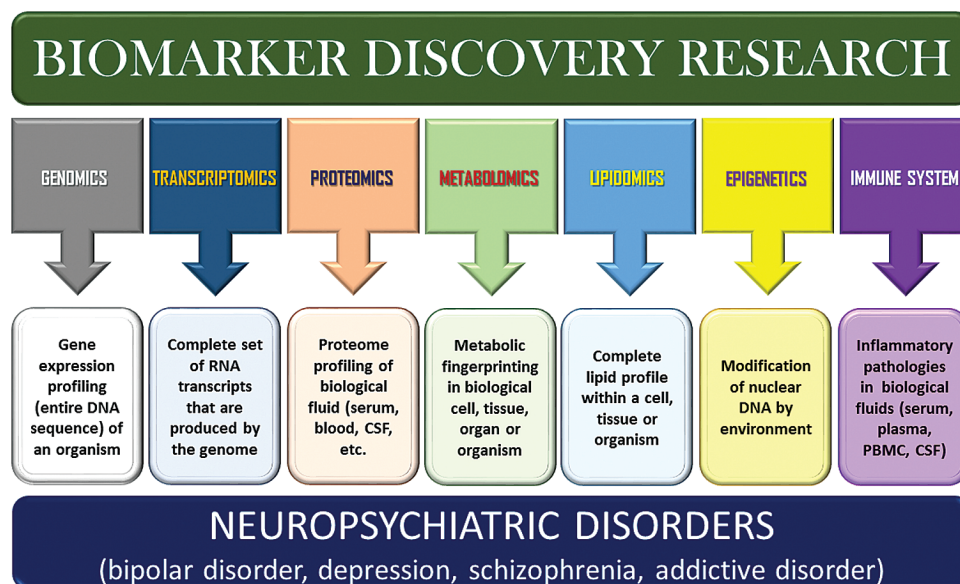 BIOMARKER DISCOVERY RESEARCH
GENOMICS
TRANSCRIPTOMICS
PROTEOMICS
METABOLOMICS
LIPIDOMICS
EPIGENETICS
IMMUNE SYSTEM
Gene
expression
profiling
(entire DNA
sequence) of
an organism
Complete set
of RNA
transcripts
that are
produced by
the genome
Proteome
profiling of
biological
fluid (serum,
blood, CSF,
etc.
Metabolic
fingerprinting
in biological
cell, tissue,
organ or
organism
Complete
lipid profile
within a cell,
tissue or
organism
Modification
of nuclear
DNA by
environment
Inflammatory
pathologies
in biological
fluids (serum,
plasma,
PBMC, CSF)
NEUROPSYCHIATRIC DISORDERS
(bipolar disorder, depression, schizophrenia, addictive disorder)